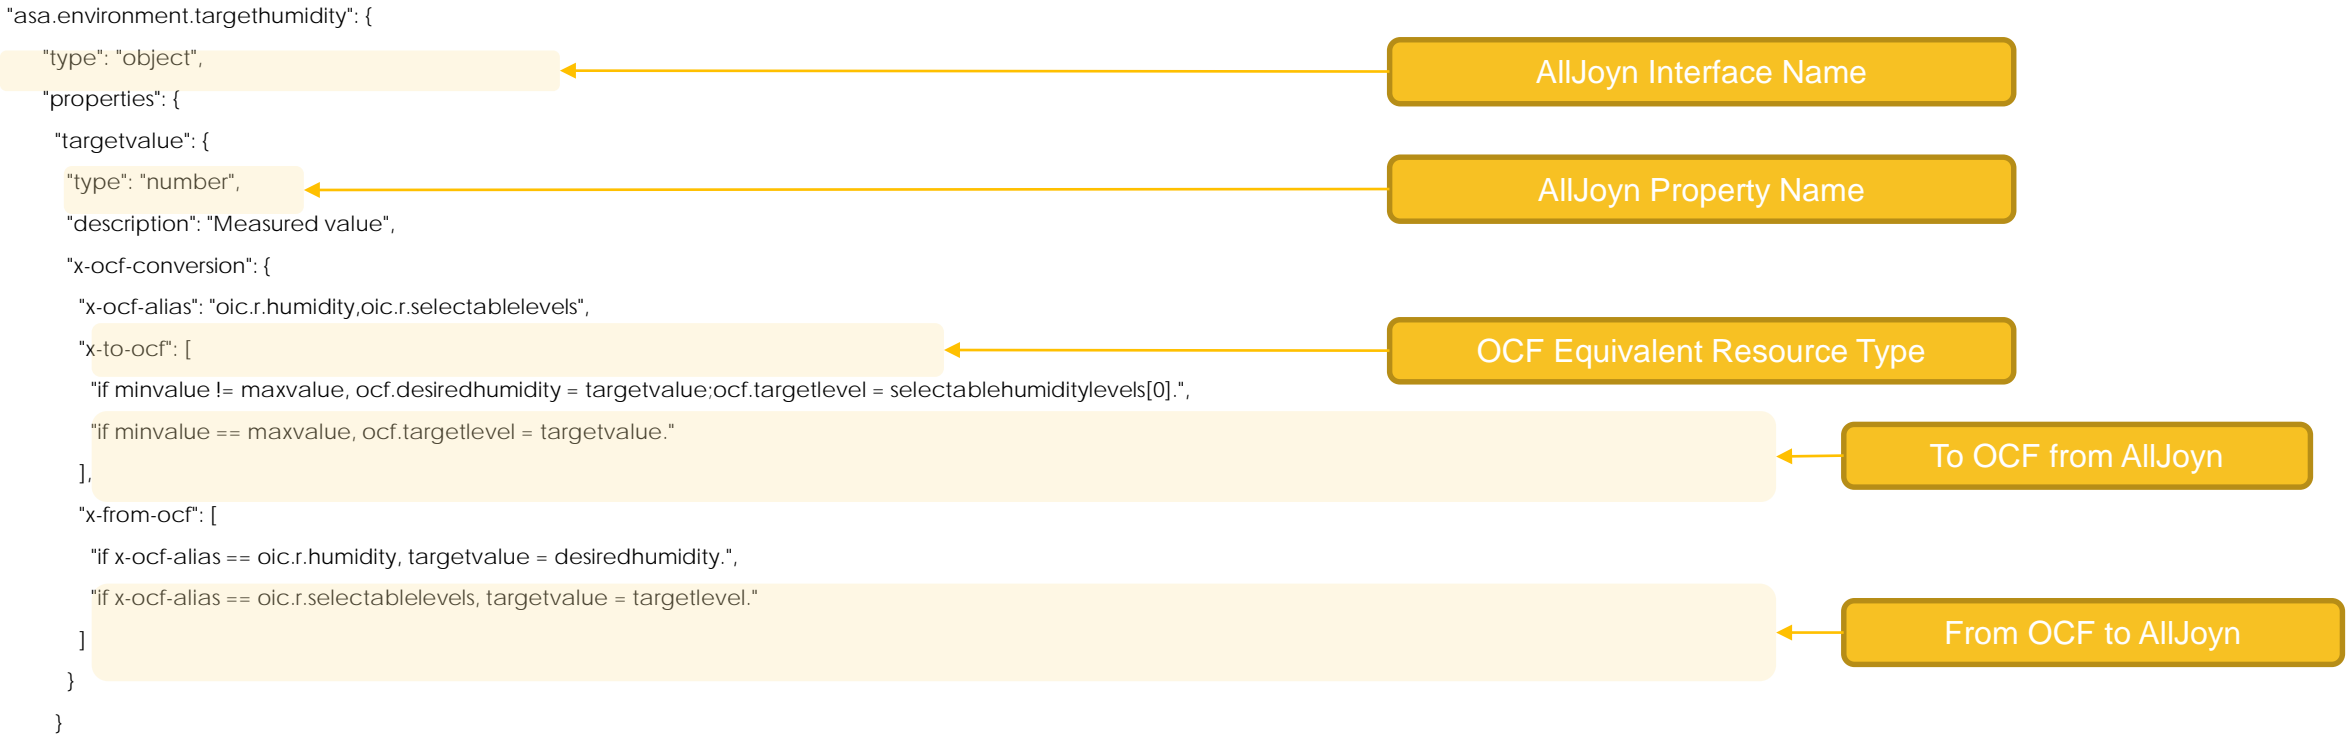 "asa.environment.targethumidity": {
"type": "object",
AllJoyn Interface Name
"properties": {
"targetvalue": {
"type": "number",
AllJoyn Property Name
"description": "Measured value",
"x-ocf-conversion": {
"x-ocf-alias": "oic.r.humidity,oic.r.selectablelevels",
"x-to-ocf": [
OCF Equivalent Resource Type
"if minvalue != maxvalue, ocf.desiredhumidity = targetvalue;ocf.targetlevel = selectablehumiditylevels[0].",
"if minvalue == maxvalue, ocf.targetlevel = targetvalue."
To OCF from AllJoyn
],
"x-from-ocf": [
"if x-ocf-alias == oic.r.humidity, targetvalue = desiredhumidity.",
"if x-ocf-alias == oic.r.selectablelevels, targetvalue = targetlevel."
From OCF to AllJoyn
]
}
}